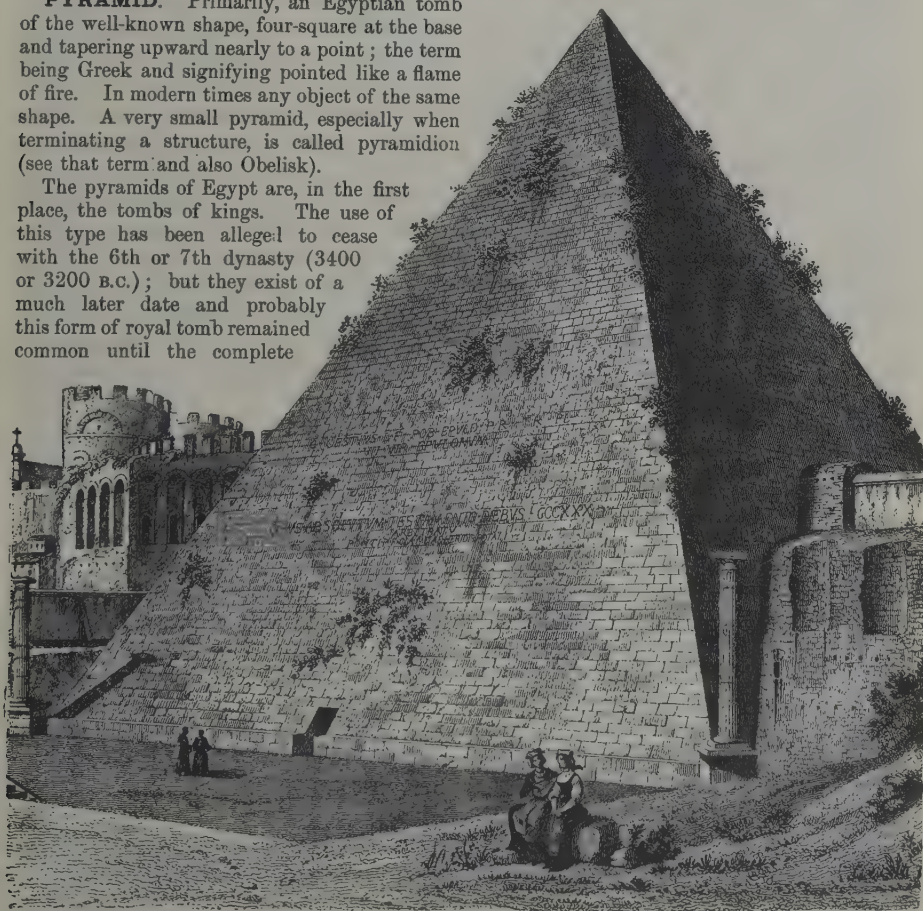 PYRAMID. Primarily, an Egyptian tomb
of the well-known shape, four-square at the base
and tapering upward nearly to a point; the term
being Greek and signifying pointed like a flame
of fire. In modern times any object of the same
shape. A very small pyramid, especially when
terminating a structure, is called pyramidion
(see that term and also Obelisk).
The pyramids of Egypt are, in the first
place, the tombs of kings. The use of
this type has been alleged to cease
with the 6th or 7th dynasty (3400
or 3200 B.C.); but they exist of a
much later date and probably
this form of royal tomb remained
common until the complete